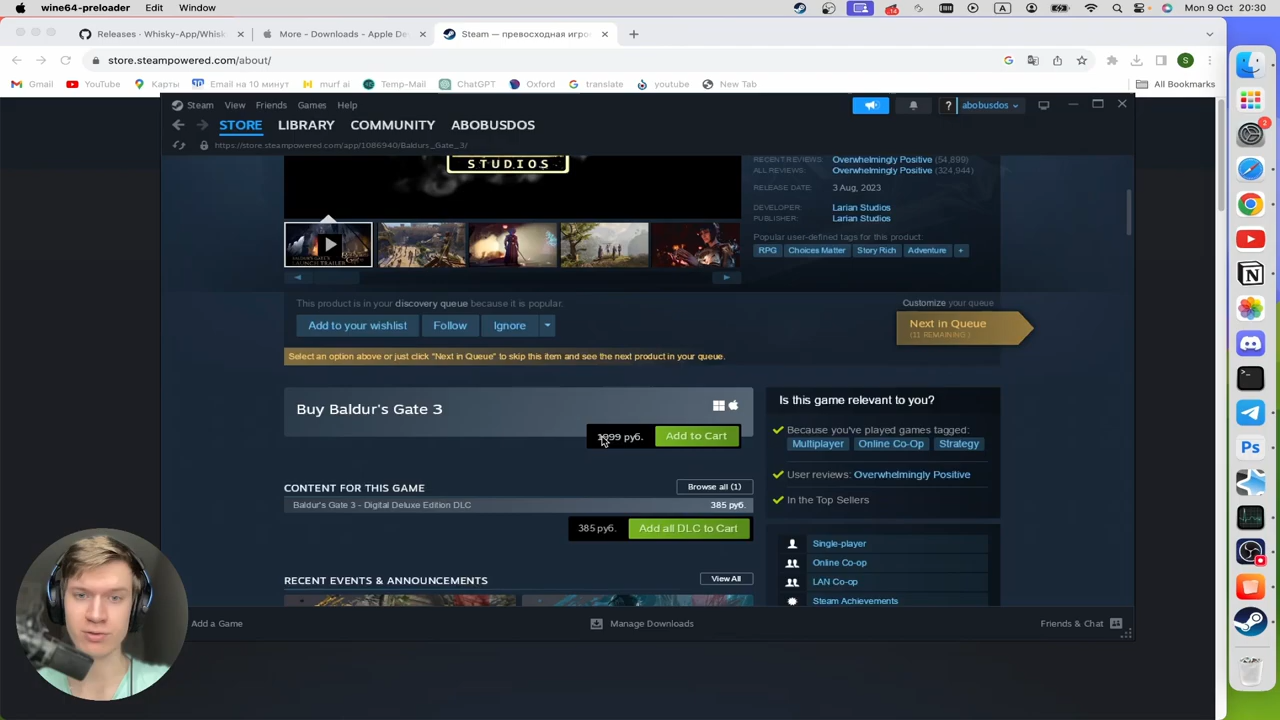 wine64-preloader Edit Window
Mon 9 Oct 20:30
Releases · Whisky-App/Whisk
More - Downloads - Apple De
Steam — превосходная игро
store.steampowered.com/about/
Gmail YouTube Карты Email на 10 минут murf ai Temp-Mail ChatGPT Oxford translate youtube New Tab All Bookmarks
Steam View Friends Games Help abobusdos
STORE LIBRARY COMMUNITY ABOBUSDOS
https://store.steampowered.com/app/1086940/Baldurs_Gate_3/
STUDIOS
RECENT REVIEWS: Overwhelmingly Positive (54,899)
ALL REVIEWS: Overwhelmingly Positive (324,944)
RELEASE DATE: 3 Aug, 2023
DEVELOPER: Larian Studios
PUBLISHER: Larian Studios
Popular user-defined tags for this product:
RPG Choices Matter Story Rich Adventure +
This product is in your discovery queue because it is popular.
Customize your queue
Add to your wishlist Follow Ignore
Next in Queue
(11 REMAINING )
Select an option above or just click "Next in Queue" to skip this item and see the next product in your queue.
Buy Baldur's Gate 3
1999 руб. Add to Cart
CONTENT FOR THIS GAME Browse all (1)
Baldur's Gate 3 - Digital Deluxe Edition DLC 385 руб.
385 руб. Add all DLC to Cart
RECENT EVENTS & ANNOUNCEMENTS View All
Is this game relevant to you?
Because you've played games tagged:
Multiplayer Online Co-Op Strategy
User reviews: Overwhelmingly Positive
In the Top Sellers
Single-player
Online Co-op
LAN Co-op
Steam Achievements
Add a Game Manage Downloads Friends & Chat